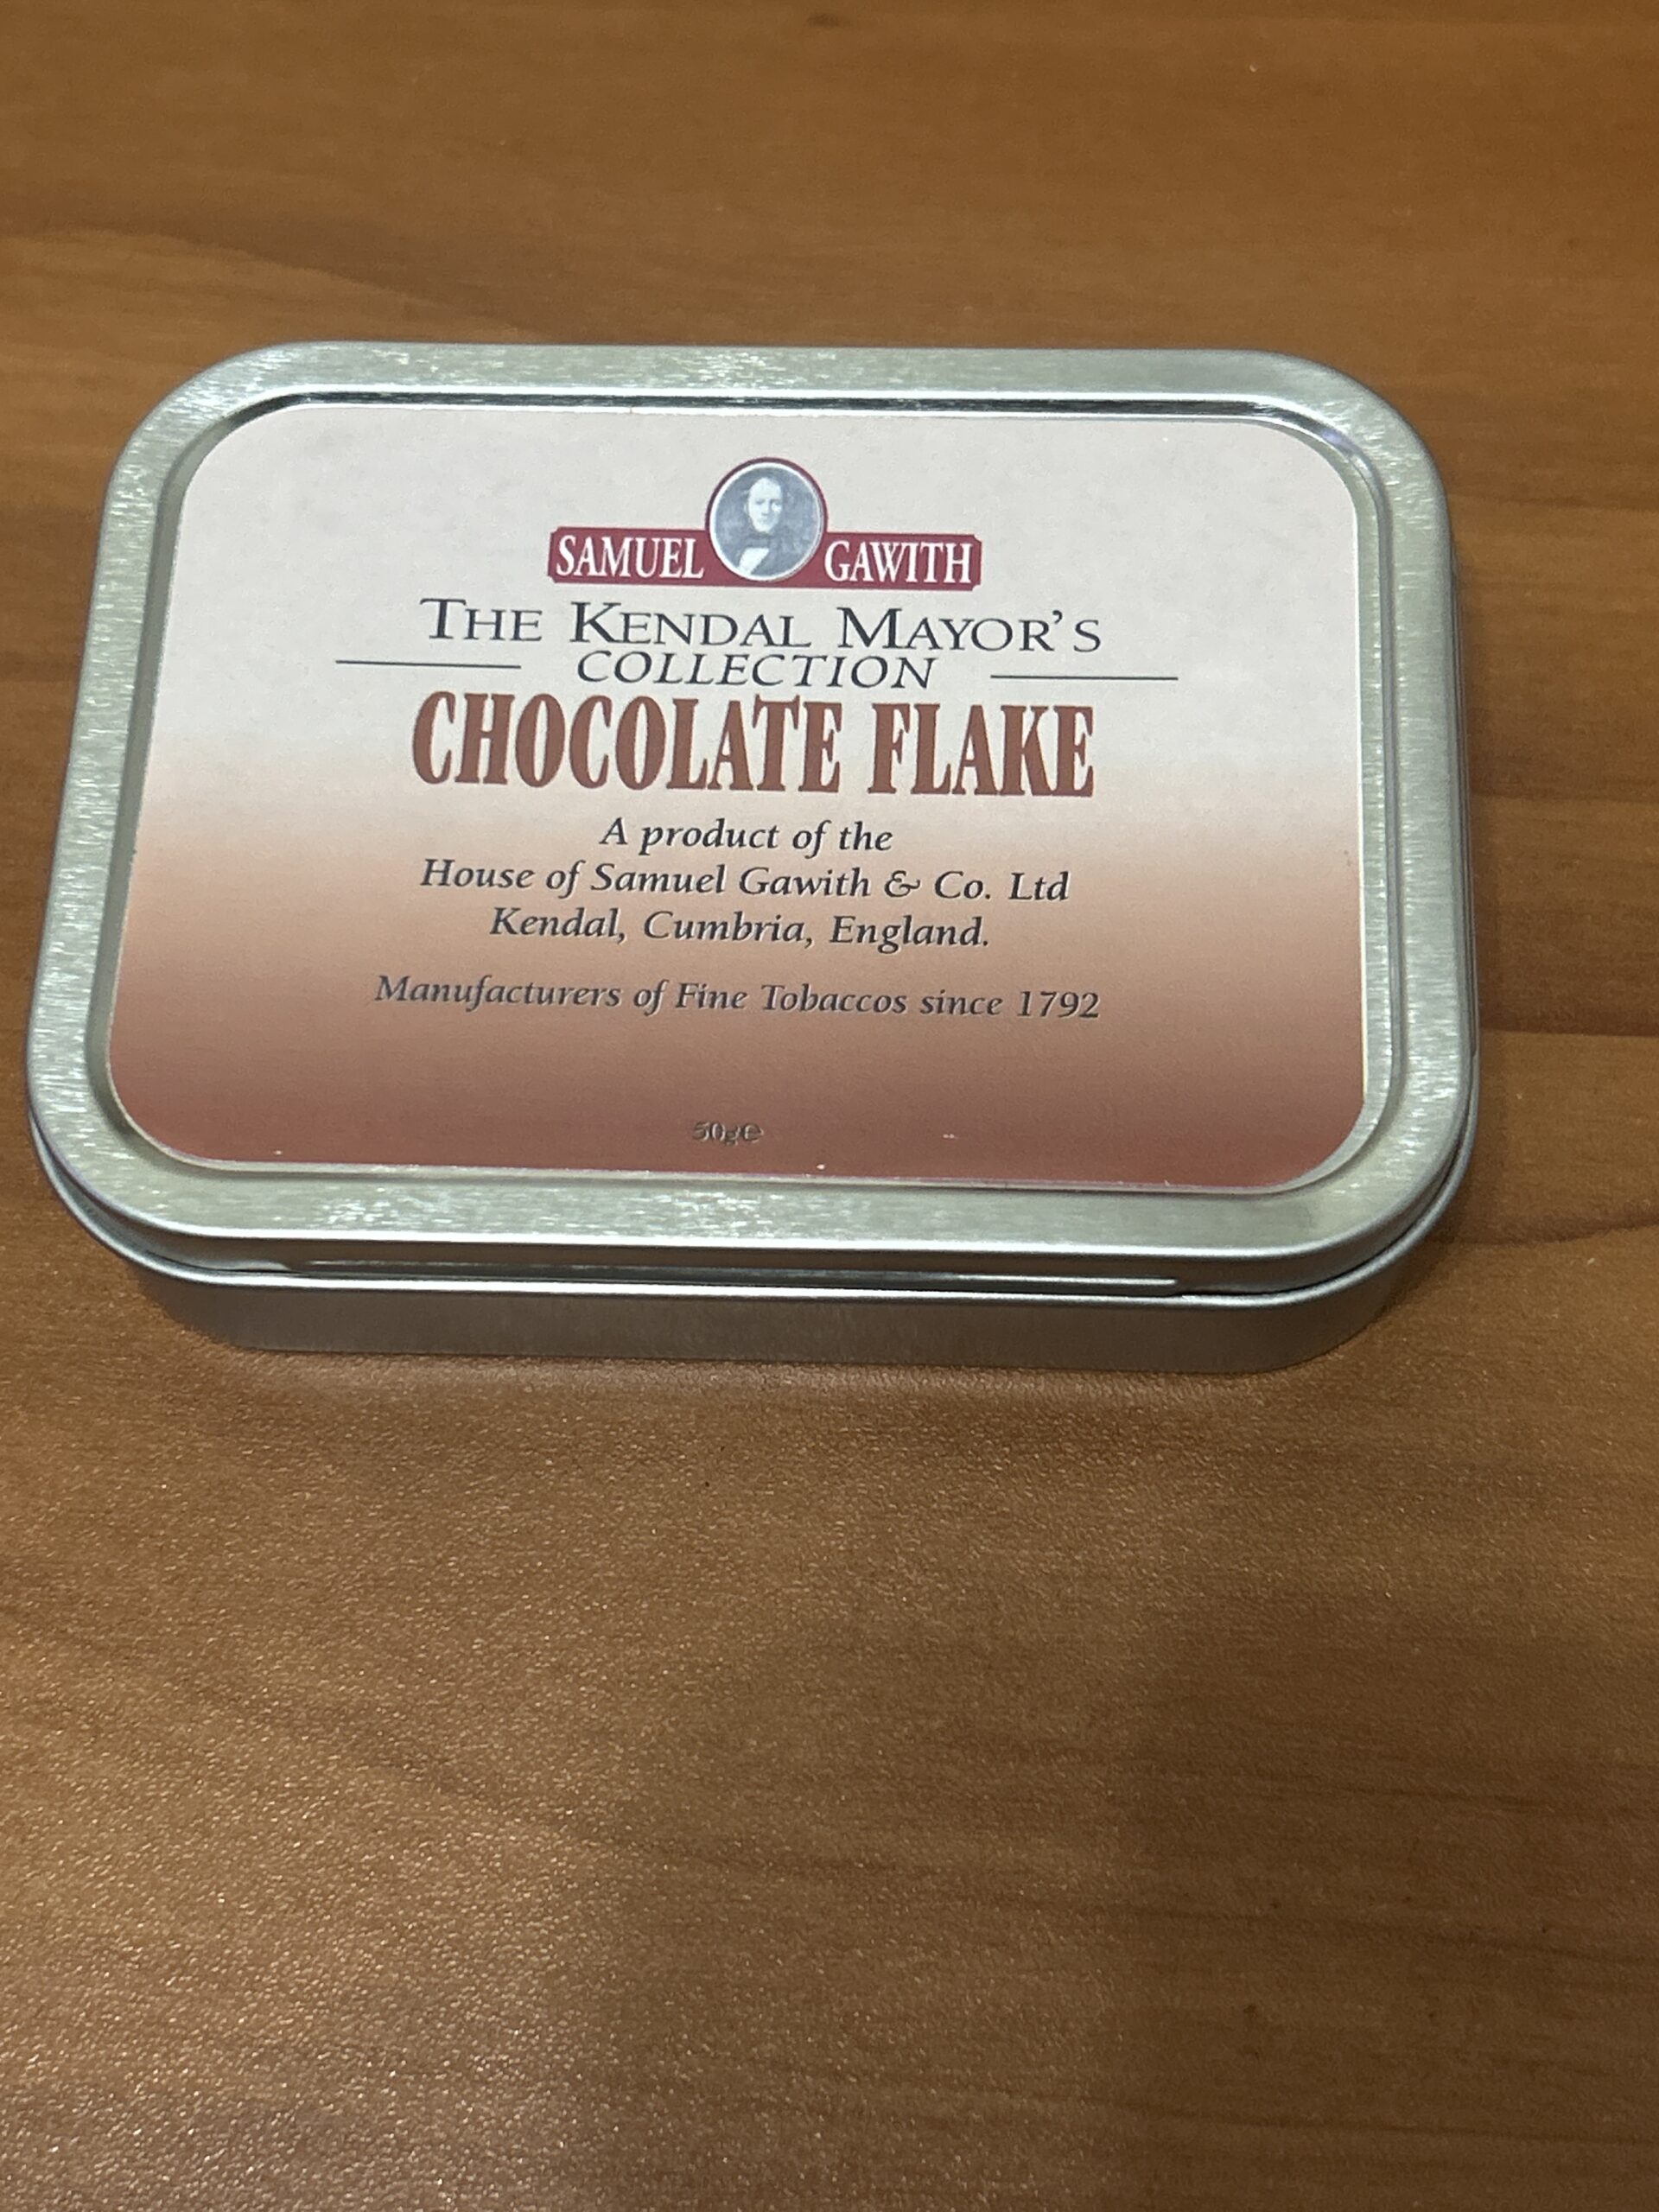 SAMUEL GAWITH
THE KENDAL MAYOR'S
COLLECTION
CHOCOLATE FLAKE
A product of the
House of Samuel Gawith & Co. Ltd
Kendal, Cumbria, England.
Manufacturers of Fine Tobaccos since 1792
50g℮